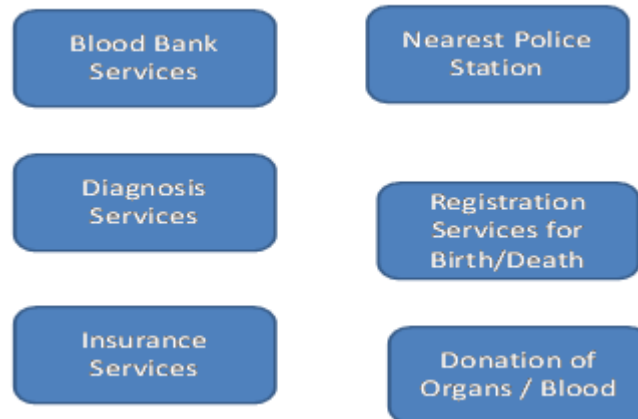 Blood Bank
Services
Nearest Police
Station
Diagnosis
Services
Registration
Services for
Birth/Death
Insurance
Services
Donation of
Organs / Blood